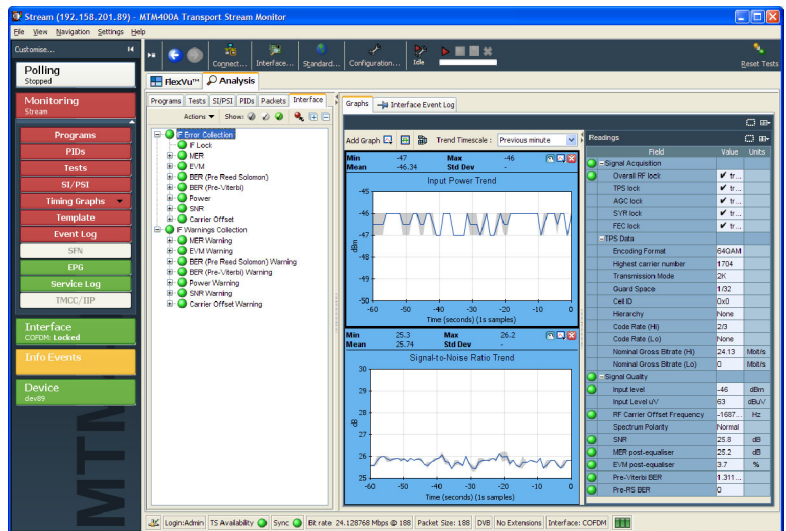 Stream (192.158.201.89) - MTM400A Transport Stream Monitor
File View Navigation Settings Help
Customise...
Polling
Stopped
Monitoring
Stream
Programs
PIDs
Tests
SI/PSI
Timing Graphs
Template
Event Log
SFN
EPG
Service Log
TMCC/IIP
Interface
COFDM: Locked
Info Events
Device
dev89
MTM
Connect... Interface... Standard... Configuration... Idle Reset Tests
FlexVu™ Analysis
Programs Tests SI/PSI PIDs Packets Interface
Actions Show:
IF Error Collection
IF Lock
MER
EVM
BER (Pre Reed Solomon)
BER (Pre-Viterbi)
Power
SNR
Carrier Offset
IF Warnings Collection
MER Warning
EVM Warning
BER (Pre Reed Solomon) Warning
BER (Pre-Viterbi) Warning
Power Warning
SNR Warning
Carrier Offset Warning
Graphs Interface Event Log
Add Graph Trend Timescale : Previous minute
Min -47 Max -46
Mean -46.34 Std Dev -
Input Power Trend
-45
-46
-47
-48
-49
-50
dBm
-60 -50 -40 -30 -20 -10 0
Time (seconds) (1s samples)
Min 25.3 Max 26.2
Mean 25.74 Std Dev -
Signal-to-Noise Ratio Trend
30
29
28
27
26
25
dB
-60 -50 -40 -30 -20 -10 0
Time (seconds) (1s samples)
Readings
Field Value Units
Signal Acquisition
Overall RF lock tr...
TPS lock tr...
AGC lock tr...
SYR lock tr...
FEC lock tr...
TPS Data
Encoding Format 64QAM
Highest carrier number 1704
Transmission Mode 2K
Guard Space 1/32
Cell ID 0x0
Hierarchy None
Code Rate (Hi) 2/3
Code Rate (Lo) None
Nominal Gross Bitrate (Hi) 24.13 Mbit/s
Nominal Gross Bitrate (Lo) 0 Mbit/s
Signal Quality
Input level -46 dBm
Input Level uV 63 dBuV
RF Carrier Offset Frequency -1687... Hz
Spectrum Polarity Normal
SNR 25.8 dB
MER post-equaliser 25.2 dB
EVM post-equaliser 3.7 %
Pre-Viterbi BER 1.311...
Pre-RS BER 0
Login:Admin TS Availability Sync Bit rate 24.128768 Mbps @ 188 Packet Size: 188 DVB No Extensions Interface: COFDM